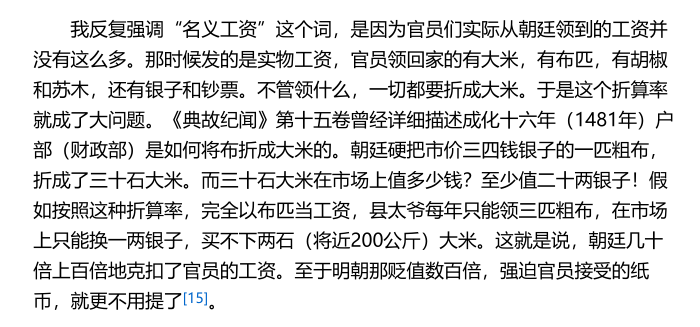 我反复强调“名义工资”这个词，是因为官员们实际从朝廷领到的工资并
没有这么多。那时候发的是实物工资，官员领回家的有大米，有布匹，有胡椒
和苏木，还有银子和钞票。不管领什么，一切都要折成大米。于是这个折算率
就成了大问题。《典故纪闻》第十五卷曾经详细描述成化十六年（1481年）户
部（财政部）是如何将布折成大米的。朝廷硬把市价三四钱银子的一匹粗布，
折成了三十石大米。而三十石大米在市场上值多少钱？至少值二十两银子！假
如按照这种折算率，完全以布匹当工资，县太爷每年只能领三匹粗布，在市场
上只能换一两银子，买不下两石（将近200公斤）大米。这就是说，朝廷几十
倍上百倍地克扣了官员的工资。至于明朝那贬值数百倍，强迫官员接受的纸
币，就更不用提了[15]。